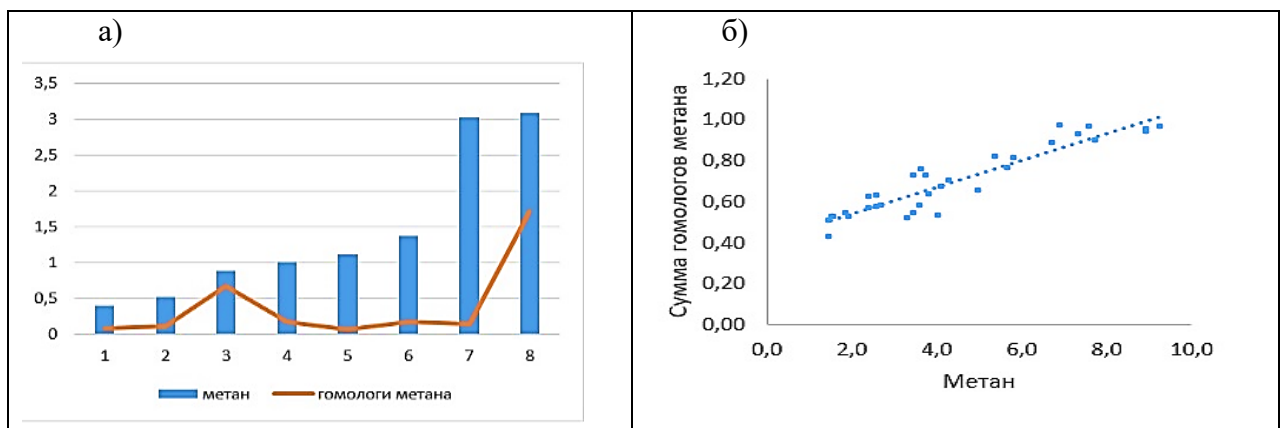 а)
3,5
3
2,5
2
1,5
1
0,5
0
1 2 3 4 5 6 7 8
метан гомологи метана
б)
Сумма гомологов метана
1,20
1,00
0,80
0,60
0,40
0,20
0,00
0,0 2,0 4,0 6,0 8,0 10,0
Метан